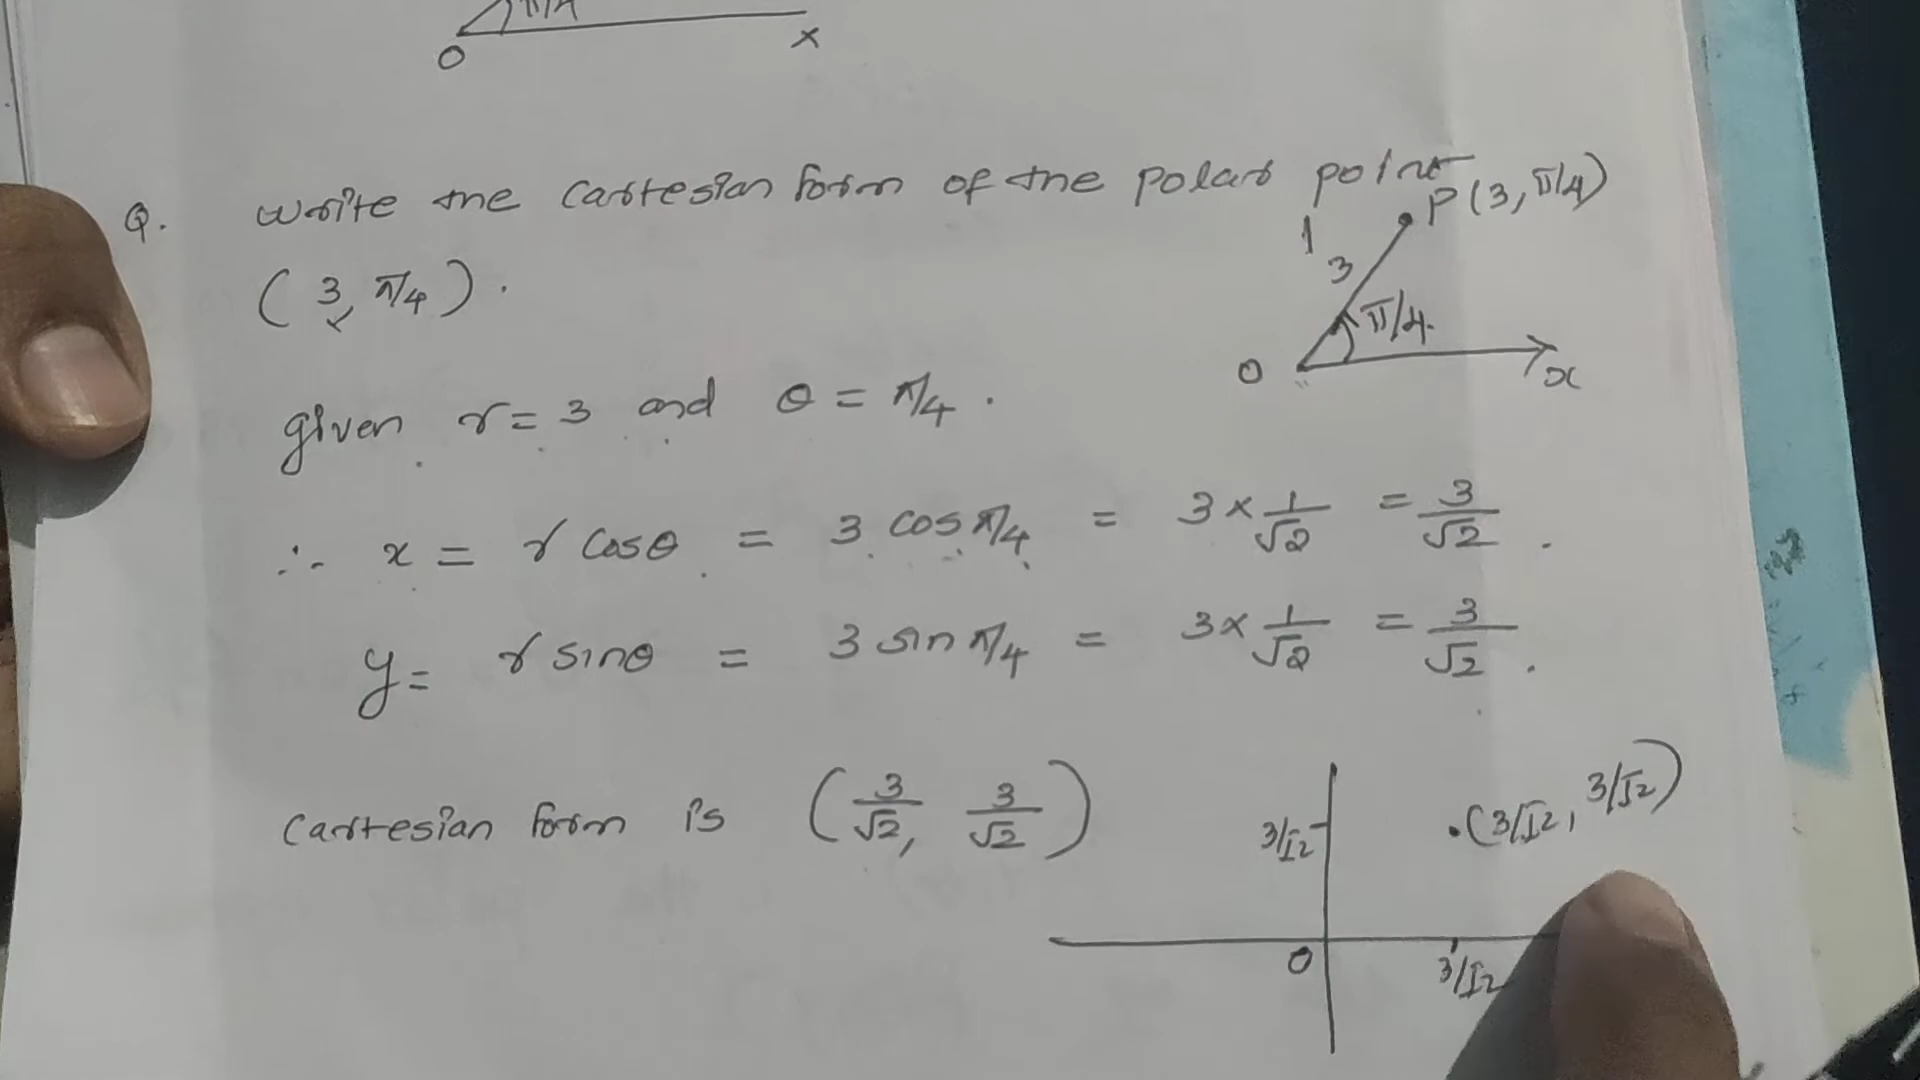 π/4
O x
Q. Write the cartesian form of the polar point
(3, π/4).
P(3, π/4)
3
π/4
O x
given r = 3 and θ = π/4.
∴ x = r cosθ = 3 cos π/4 = 3 × 1/√2 = 3/√2.
y = r sinθ = 3 sin π/4 = 3 × 1/√2 = 3/√2.
cartesian form is (3/√2, 3/√2)
3/√2 .(3/√2, 3/√2)
O 3/√2